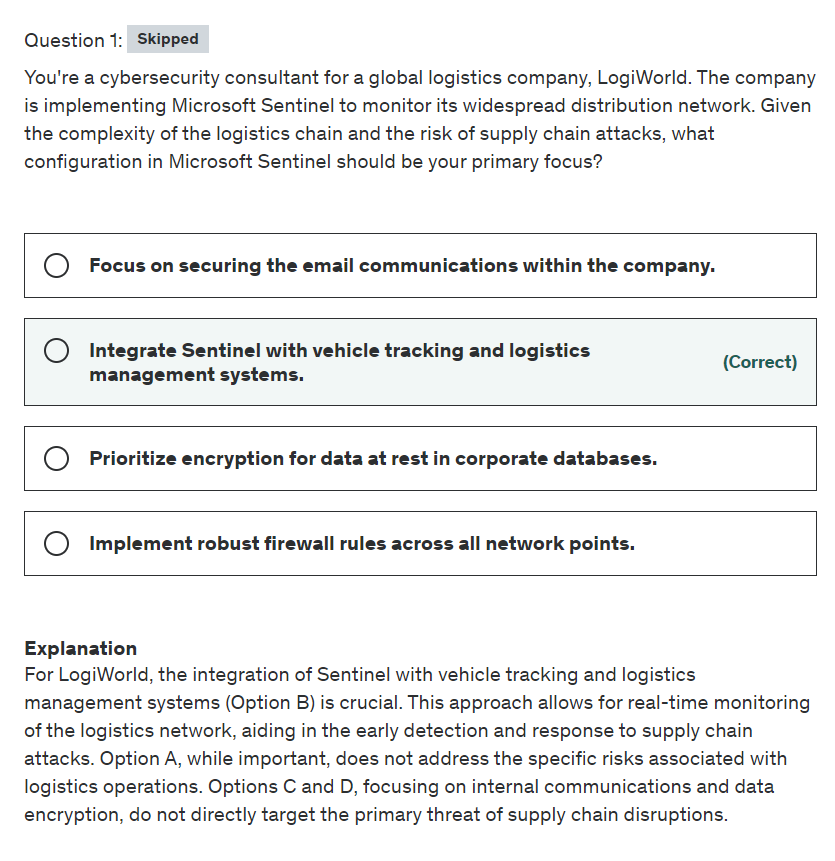 Question 1: Skipped
You're a cybersecurity consultant for a global logistics company, LogiWorld. The company
is implementing Microsoft Sentinel to monitor its widespread distribution network. Given
the complexity of the logistics chain and the risk of supply chain attacks, what
configuration in Microsoft Sentinel should be your primary focus?
Focus on securing the email communications within the company.
Integrate Sentinel with vehicle tracking and logistics
management systems.
(Correct)
Prioritize encryption for data at rest in corporate databases.
Implement robust firewall rules across all network points.
Explanation
For LogiWorld, the integration of Sentinel with vehicle tracking and logistics
management systems (Option B) is crucial. This approach allows for real-time monitoring
of the logistics network, aiding in the early detection and response to supply chain
attacks. Option A, while important, does not address the specific risks associated with
logistics operations. Options C and D, focusing on internal communications and data
encryption, do not directly target the primary threat of supply chain disruptions.